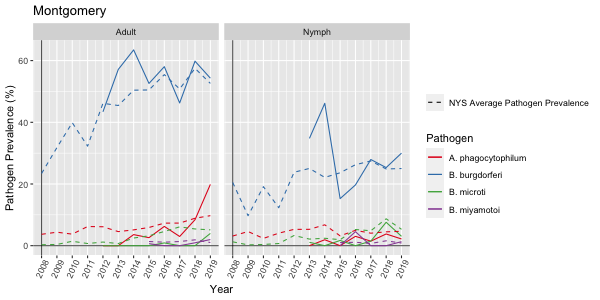 Montgomery
Adult Nymph
Pathogen Prevalence (%)
60
40
20
0
2008 2009 2010 2011 2012 2013 2014 2015 2016 2017 2018 2019 2008 2009 2010 2011 2012 2013 2014 2015 2016 2017 2018 2019
Year
NYS Average Pathogen Prevalence
Pathogen
A. phagocytophilum
B. burgdorferi
B. microti
B. miyamotoi